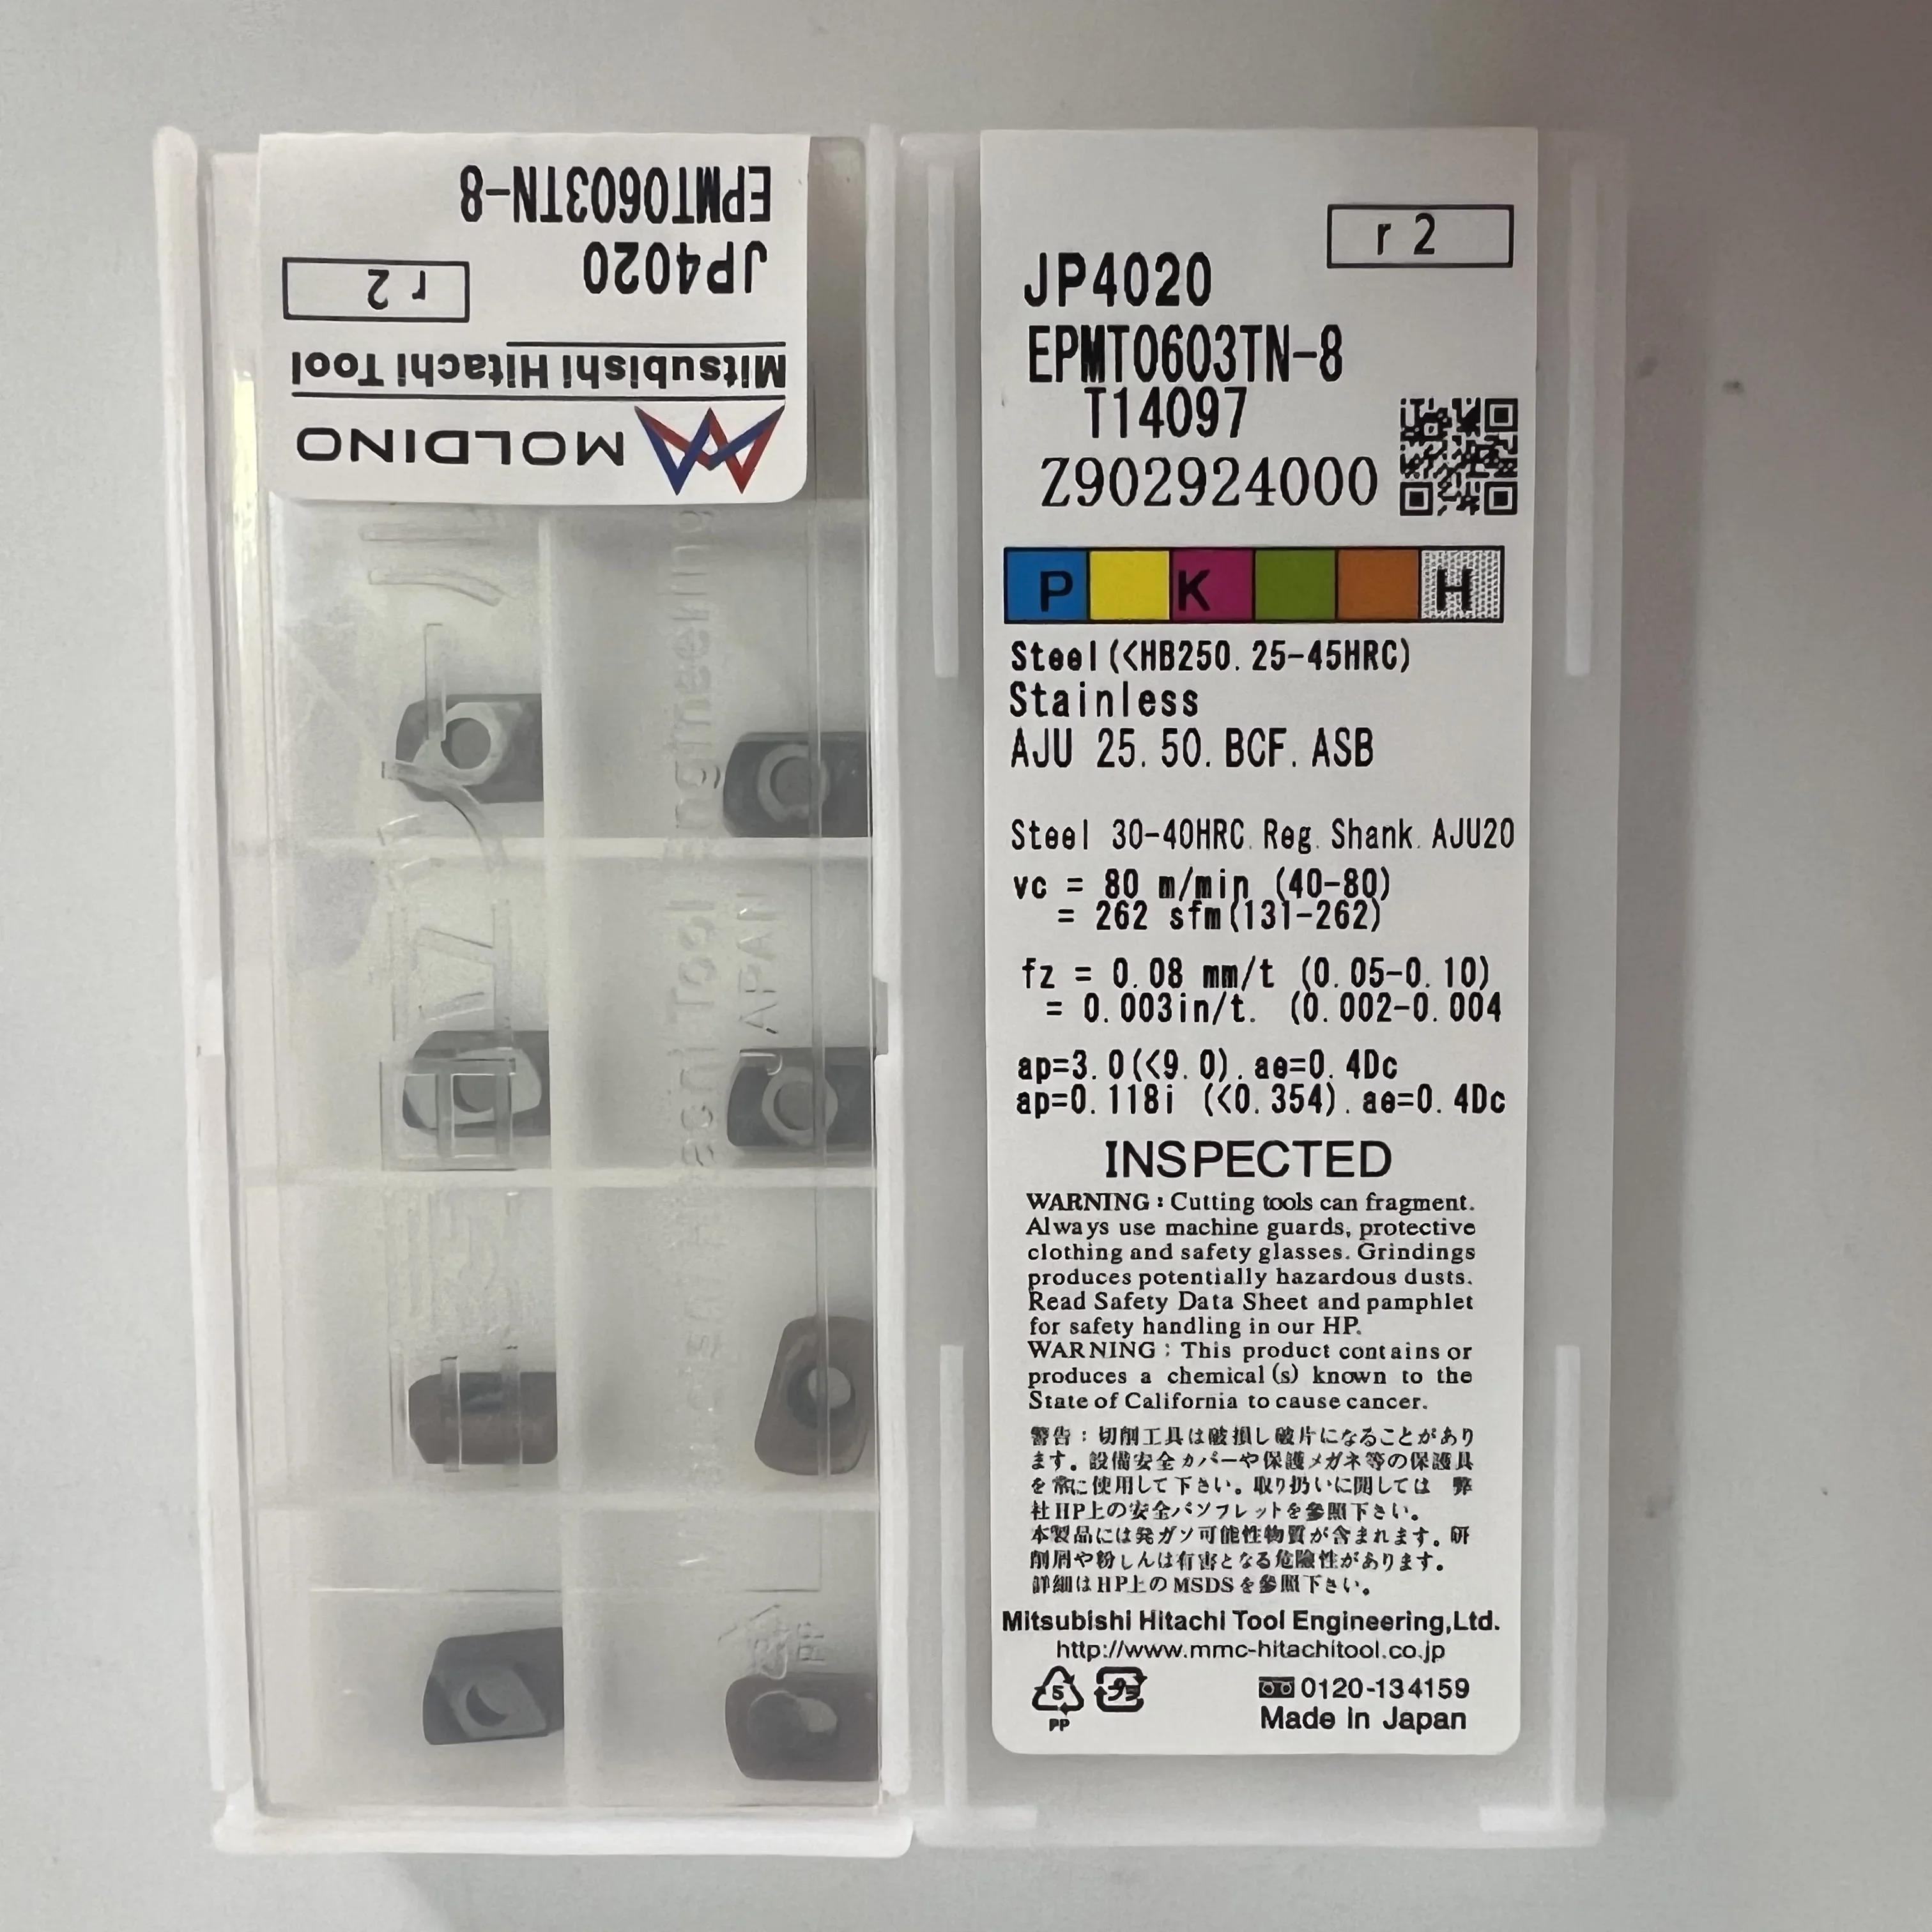 EPMT0603TN-8
JP4020
r 2
Mitsubishi Hitachi Tool
MOLDINO
r 2
JP4020
EPMT0603TN-8
T14097
Z902924000
P K H
Steel(<HB250. 25-45HRC)
Stainless
AJU 25. 50. BCF. ASB
Steel 30-40HRC. Reg. Shank. AJU20
vc = 80 m/min (40-80)
= 262 sfm(131-262)
fz = 0.08 mm/t (0.05-0.10)
= 0.003in/t. (0.002-0.004
ap=3.0(<9.0). ae=0.4Dc
ap=0.118i (<0.354). ae=0.4Dc
INSPECTED
WARNING : Cutting tools can fragment.
Always use machine guards, protective
clothing and safety glasses. Grindings
produces potentially hazardous dusts.
Read Safety Data Sheet and pamphlet
for safety handling in our HP.
WARNING : This product contains or
produces a chemical (s) known to the
State of California to cause cancer.
警告：切削工具は破損し破片になることがあり
ます。設備安全カバーや保護メガネ等の保護具
を常に使用して下さい。取り扱いに関しては 弊
社HP上の安全パンフレットを参照下さい。
本製品には発ガン可能性物質が含まれます。研
削屑や粉じんは有害となる危険性があります。
詳細はHP上のMSDSを参照下さい。
Mitsubishi Hitachi Tool Engineering,Ltd.
http://www.mmc-hitachitool.co.jp
5
PP
プラ
0120-134159
Made in Japan
Engineering
Tool
JAPAN